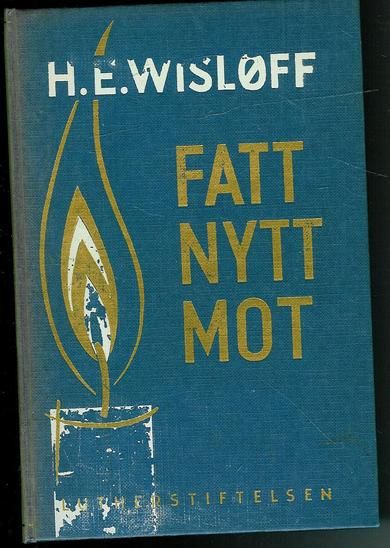 H.E.WISLØFF
FATT
NYTT
MOT
LUTHERSTIFTELSEN